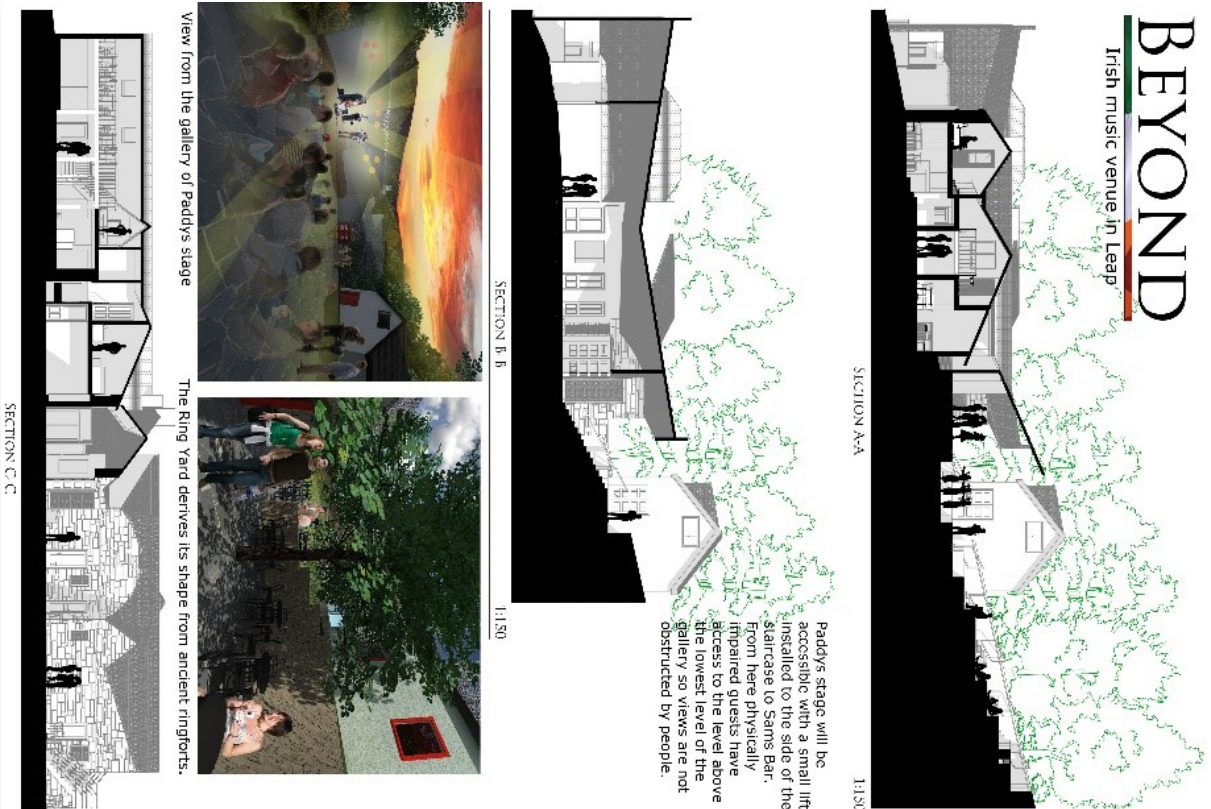 BEYOND
Irish music venue in Leap
SECTION A-A
1:150
Paddys stage will be
accessible with a small lift
installed to the side of the
staircase to Sams Bar.
From here physically
impaired guests have
access to the level above
the lowest level of the
gallery so views are not
obstructed by people.
SECTION B-B
1:150
View from the gallery of Paddys stage
The Ring Yard derives its shape from ancient ringforts.
SECTION C-C